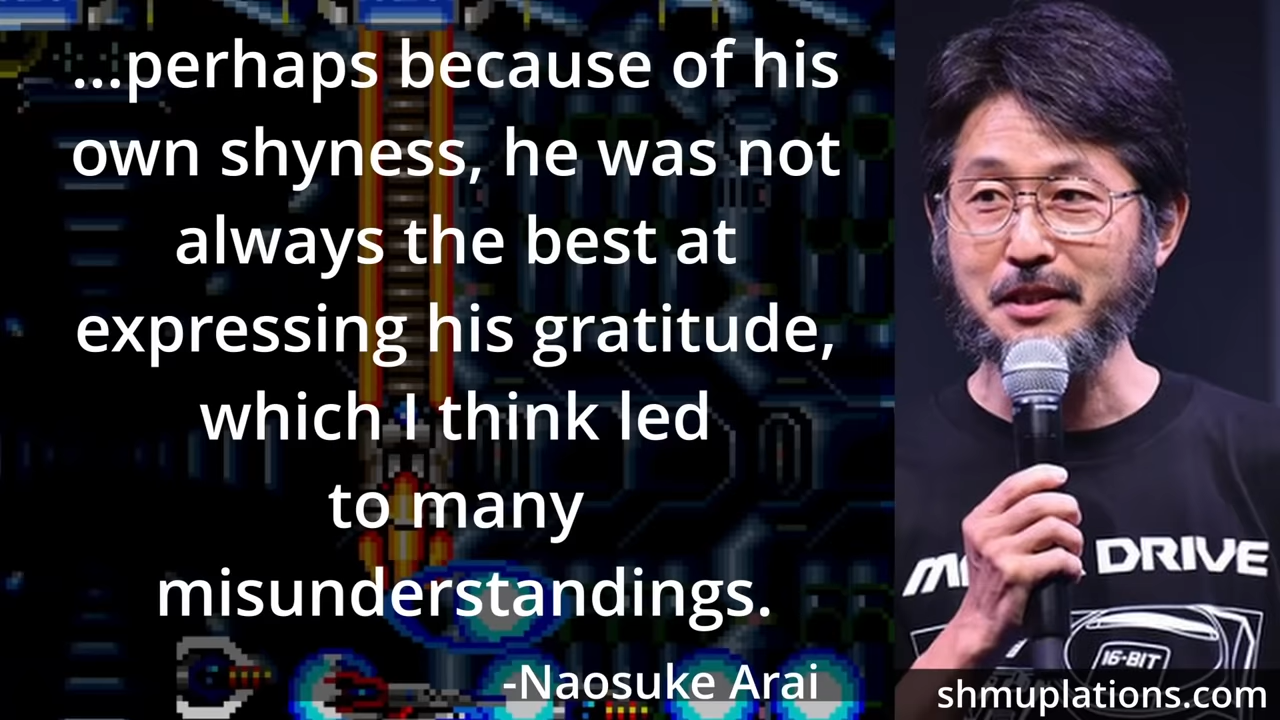 ...perhaps because of his
own shyness, he was not
always the best at
expressing his gratitude,
which I think led
to many
misunderstandings.
-Naosuke Arai
DRIVE
16-BIT
shmuplations.com